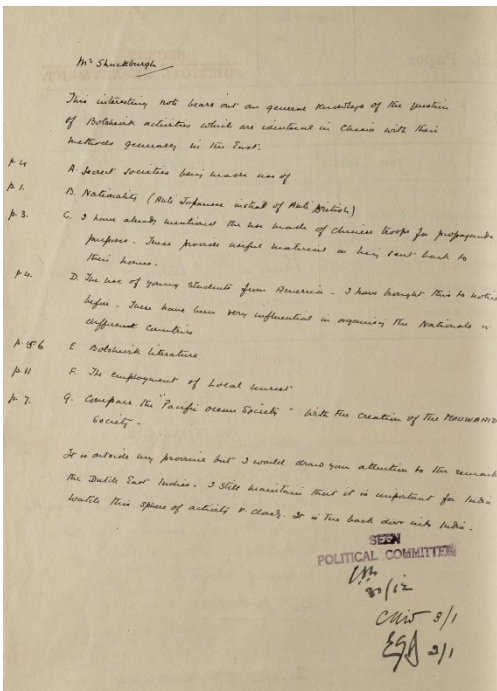 Mr Shuckburgh
This interesting note bears out our general knowledge of the question
of Bolshevik activities which are identical in China with their
methods generally in the East.
p. 4 A. Secret Societies being made use of
p. 1. B. Nationality (Anti Japanese instead of Anti British)
p. 3. C. I have already mentioned the use made of Chinese troops for propaganda
purposes. These provide useful material on being sent back to
their homes.
p 4. D. The use of young students from America - I have brought this to notice
before. These have been very influential in organising the Nationals in
different countries
E. Bolshevik literature
p. 11 F. The employment of Local unrest
p. 7. G. Compare the "Pacific Ocean Society" with the creation of the
Society -
It is outside my province but I would draw your attention to the remarks
the Dutch East Indies. I still maintain that it is important for India
watch this sphere of activity v. closely. It is the back door into India.
SEEN
POLITICAL COMMITTEE
3/1